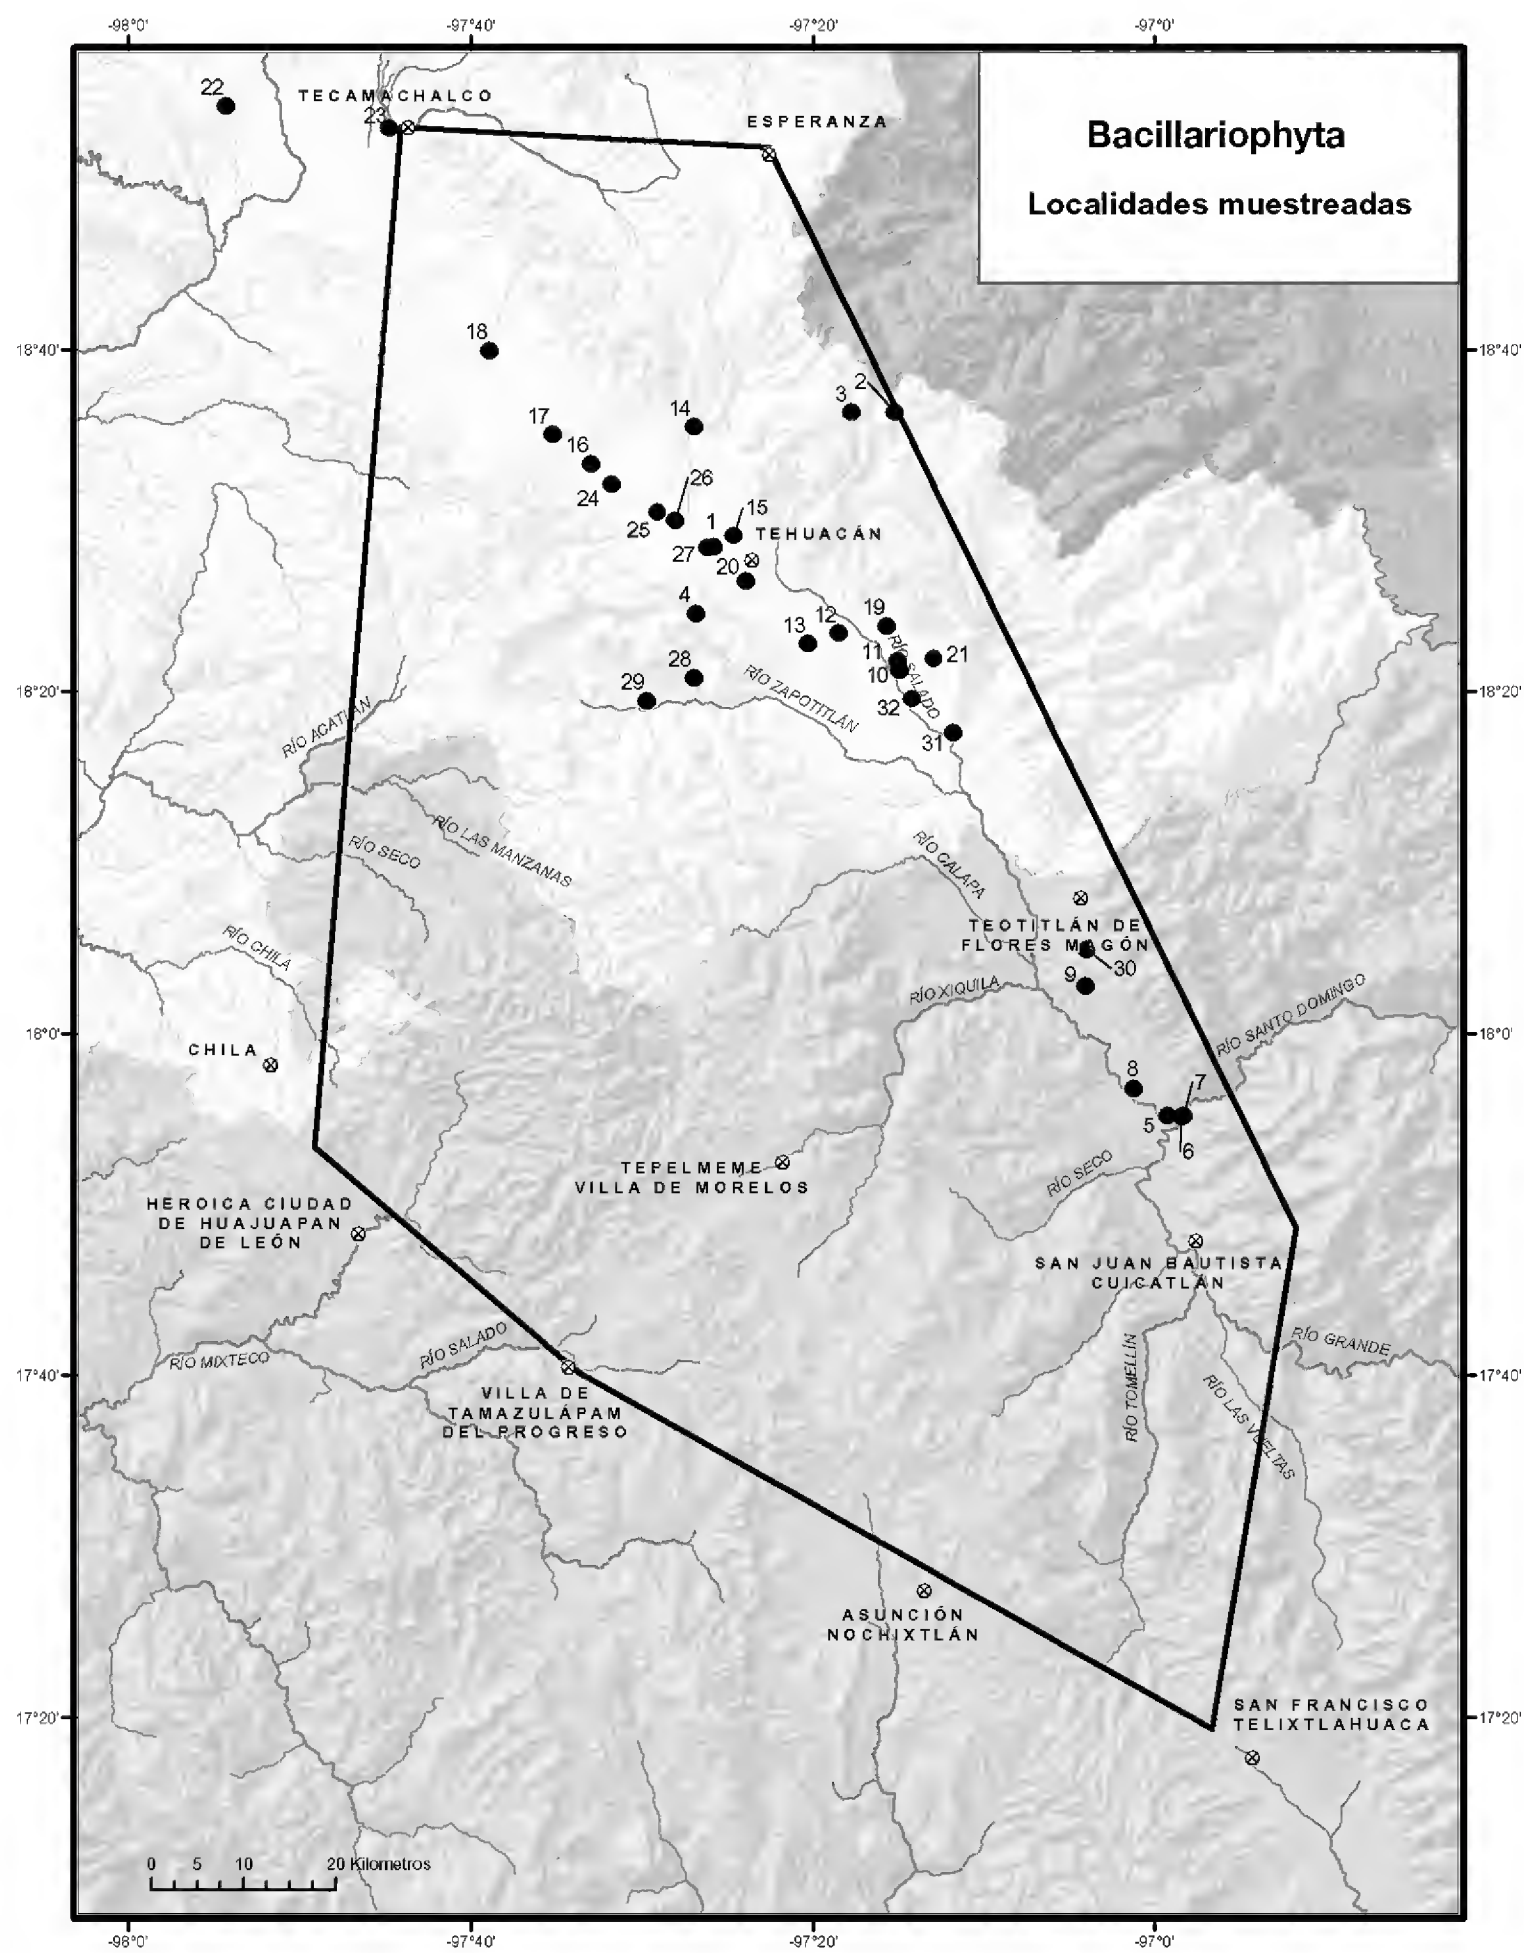 -98°0'
-97°40'
-97°20'
-97°0'
22
TECAMACHALCO
23
ESPERANZA
Bacillariophyta
Localidades muestreadas
18
18°40'
18°40'
2
3
14
17
16
26
24
15
25
1
TEHUACÁN
27
20
4
19
12
13
11
21
RÍO SALADO
10
28
29
RÍO ZAPOTITLÁN
18°20'
18°20'
32
RÍO ACATLÁN
31
RÍO LAS MANZANAS
RÍO SECO
RÍO CALAPA
TEOTITLÁN DE
FLORES MAGÓN
RÍO CHILA
30
9
RÍO XIQUILA
RÍO SANTO DOMINGO
18°0'
18°0'
CHILA
8
7
5
6
TEPELMEME
VILLA DE MORELOS
RÍO SECO
HEROICA CIUDAD
DE HUAJUAPAN
DE LEÓN
SAN JUAN BAUTISTA
CUICATLÁN
RÍO SALADO
RÍO MIXTECO
RÍO GRANDE
RÍO TOMELLÍN
17°40'
17°40'
RÍO LAS VUELTAS
VILLA DE
TAMAZULÁPAM
DEL PROGRESO
ASUNCIÓN
NOCHIXTLÁN
SAN FRANCISCO
TELIXTLAHUACA
17°20'
17°20'
0 5 10 20 Kilometros
-98°0'
-97°40'
-97°20'
-97°0'